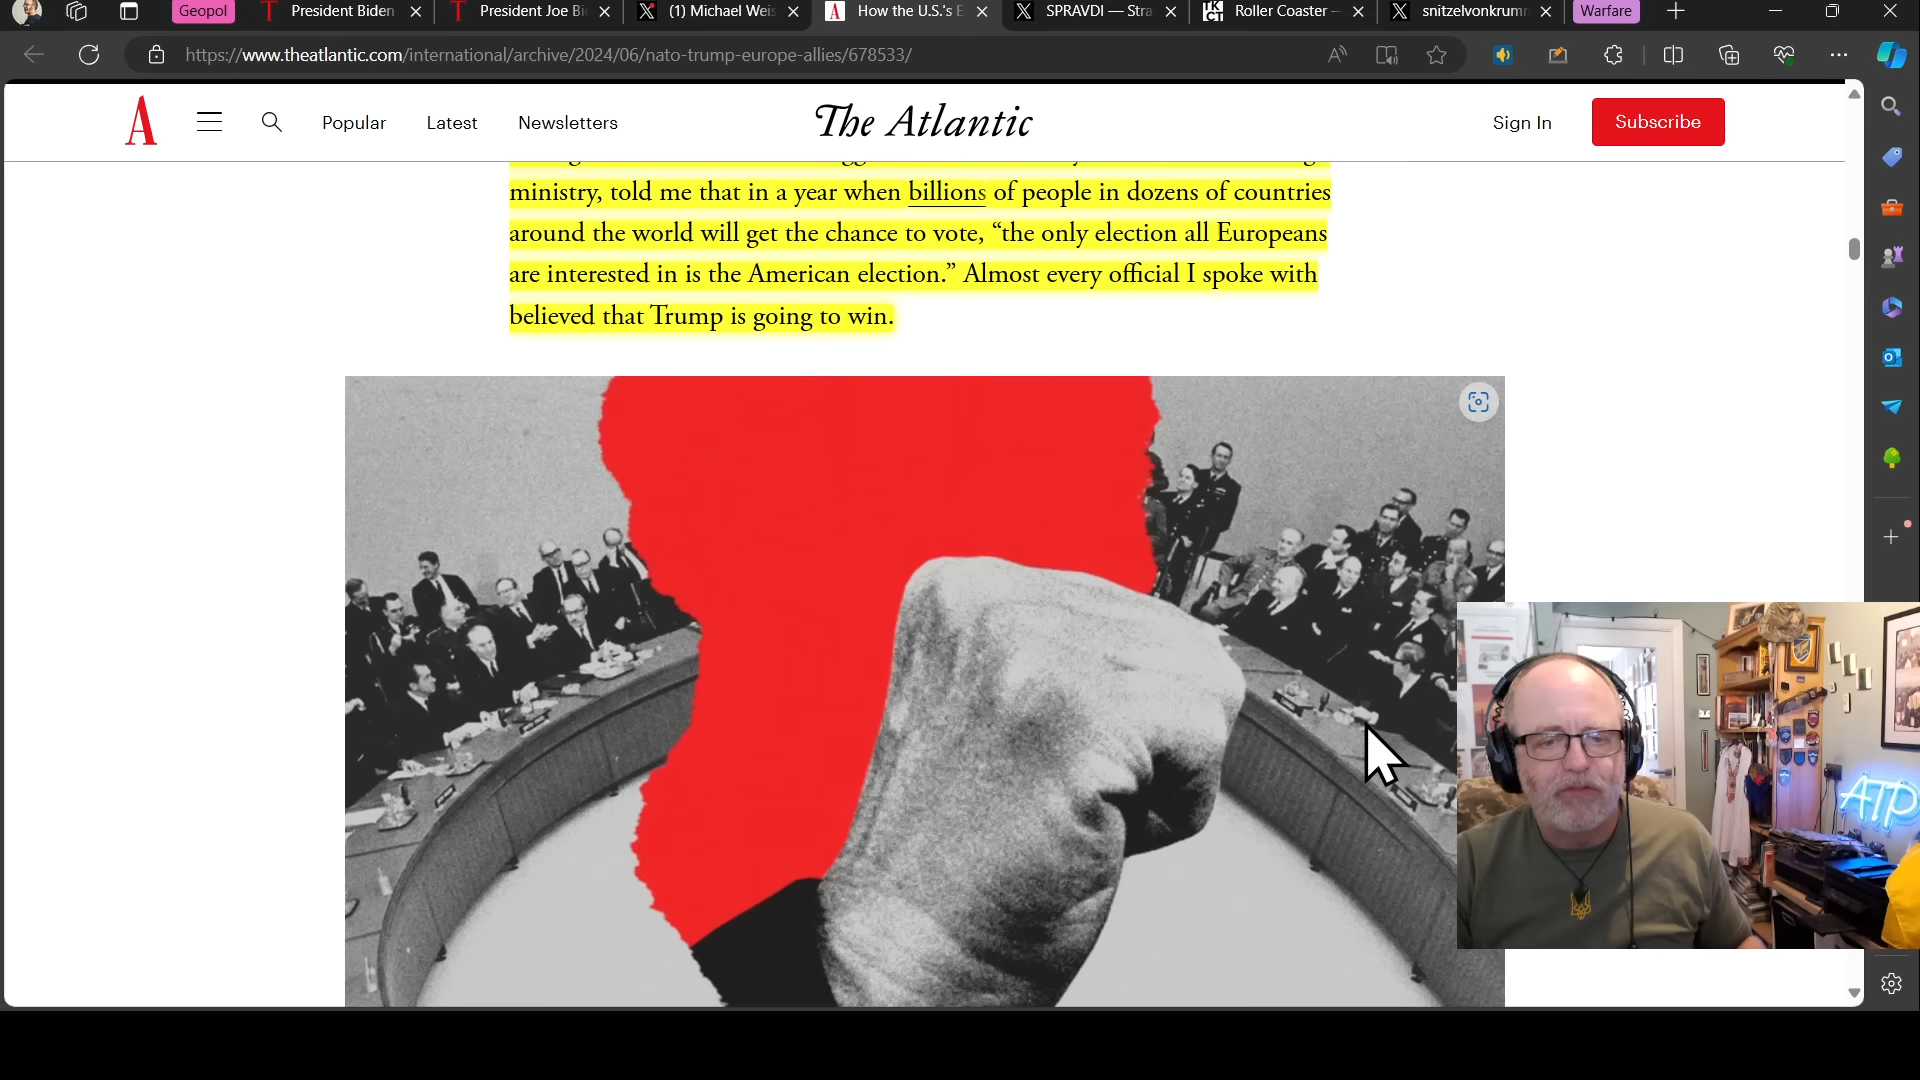 Geopol
President Biden
President Joe Bi
(1) Michael Weis
How the U.S.'s E
SPRAVDI — Stra
Roller Coaster –
snitzelvonkrumm
Warfare
https://www.theatlantic.com/international/archive/2024/06/nato-trump-europe-allies/678533/
A
Popular
Latest
Newsletters
The Atlantic
Sign In
Subscribe
ministry, told me that in a year when billions of people in dozens of countries
around the world will get the chance to vote, “the only election all Europeans
are interested in is the American election.” Almost every official I spoke with
believed that Trump is going to win.
ATP